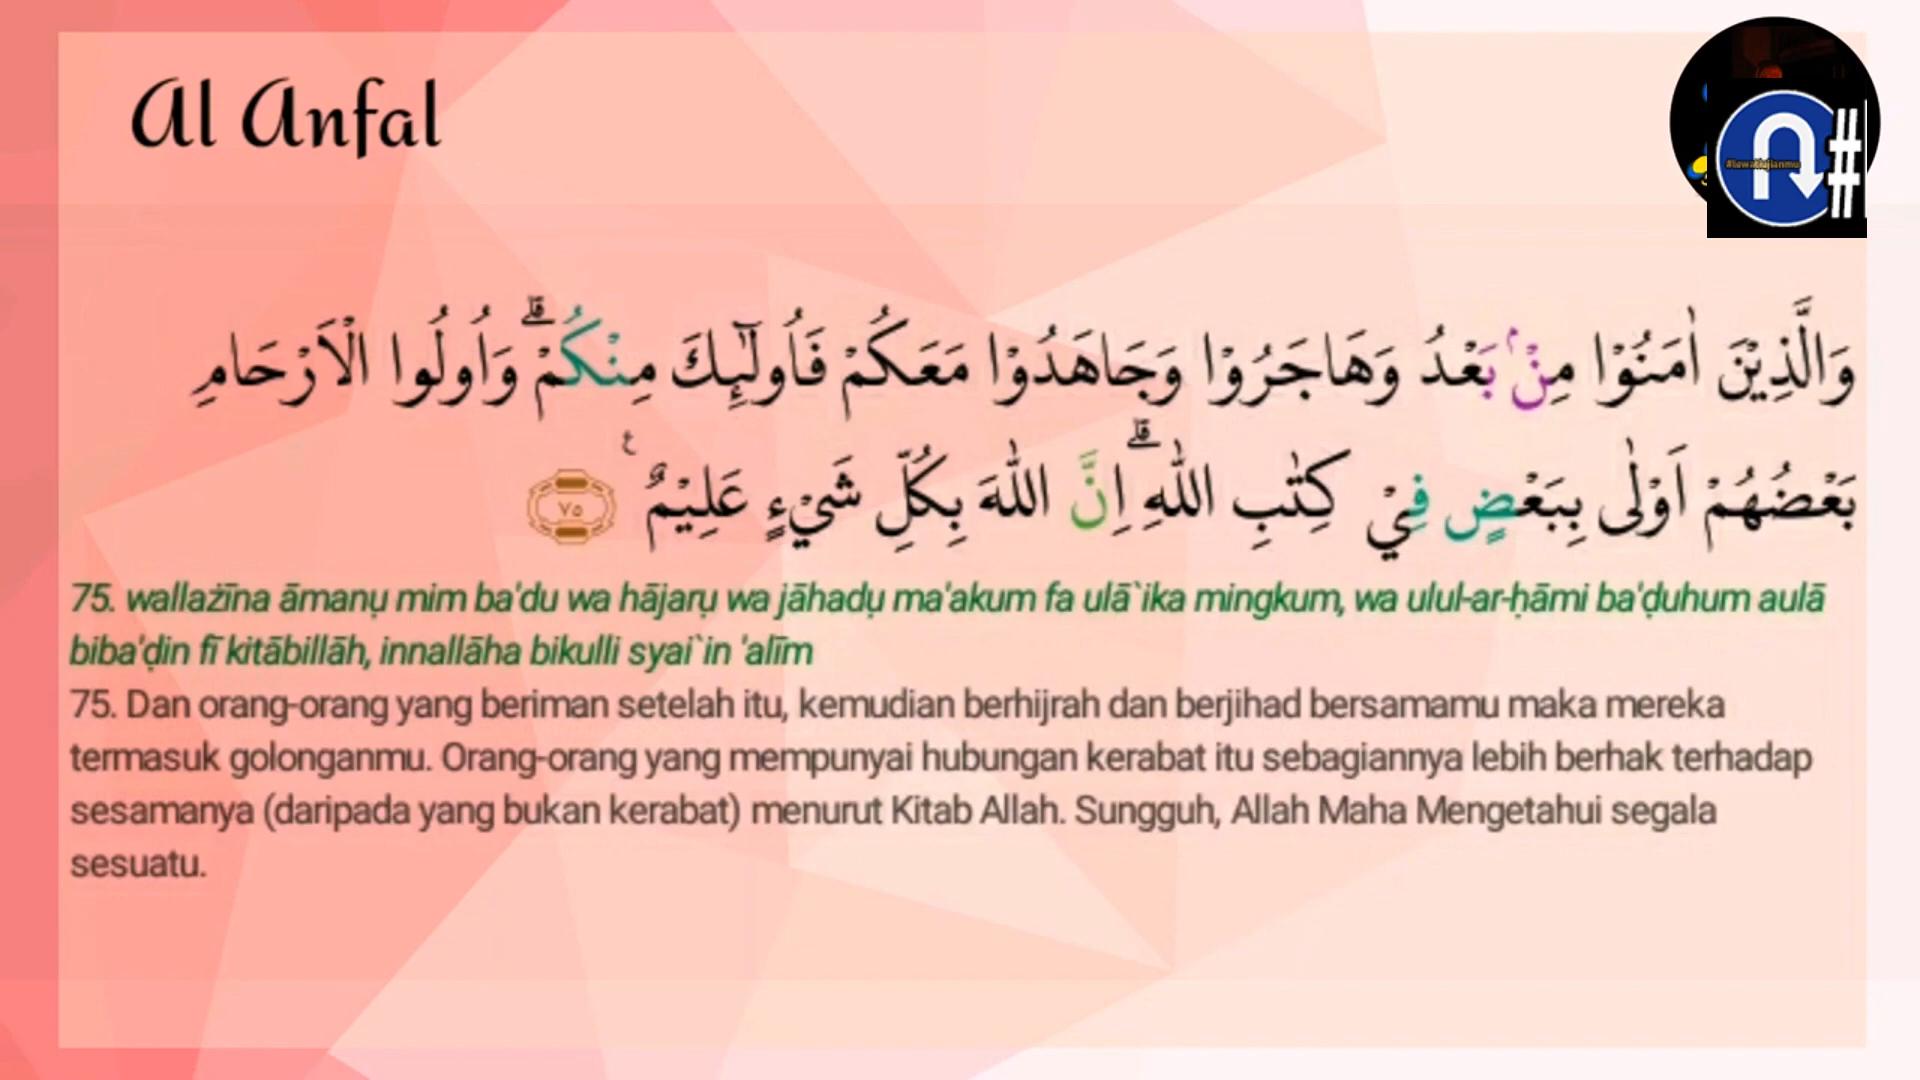 Al Anfal
#lewatiujianmu
#
وَالَّذِيْنَ اٰمَنُوْا مِنْۢ بَعْدُ وَهَاجَرُوْا وَجَاهَدُوْا مَعَكُمْ فَاُولٰۤىِٕكَ مِنْكُمْۗ وَاُولُوا الْاَرْحَامِ
بَعْضُهُمْ اَوْلٰى بِبَعْضٍ فِيْ كِتٰبِ اللّٰهِۗ اِنَّ اللّٰهَ بِكُلِّ شَيْءٍ عَلِيْمٌ ࣖ ٧٥
75. wallażīna āmanụ mim ba'du wa hājarụ wa jāhadụ ma'akum fa ulā`ika mingkum, wa ulul-ar-ḥāmi ba'ḍuhum aulā
biba'ḍin fī kitābillāh, innallāha bikulli syai`in 'alīm
75. Dan orang-orang yang beriman setelah itu, kemudian berhijrah dan berjihad bersamamu maka mereka
termasuk golonganmu. Orang-orang yang mempunyai hubungan kerabat itu sebagiannya lebih berhak terhadap
sesamanya (daripada yang bukan kerabat) menurut Kitab Allah. Sungguh, Allah Maha Mengetahui segala
sesuatu.